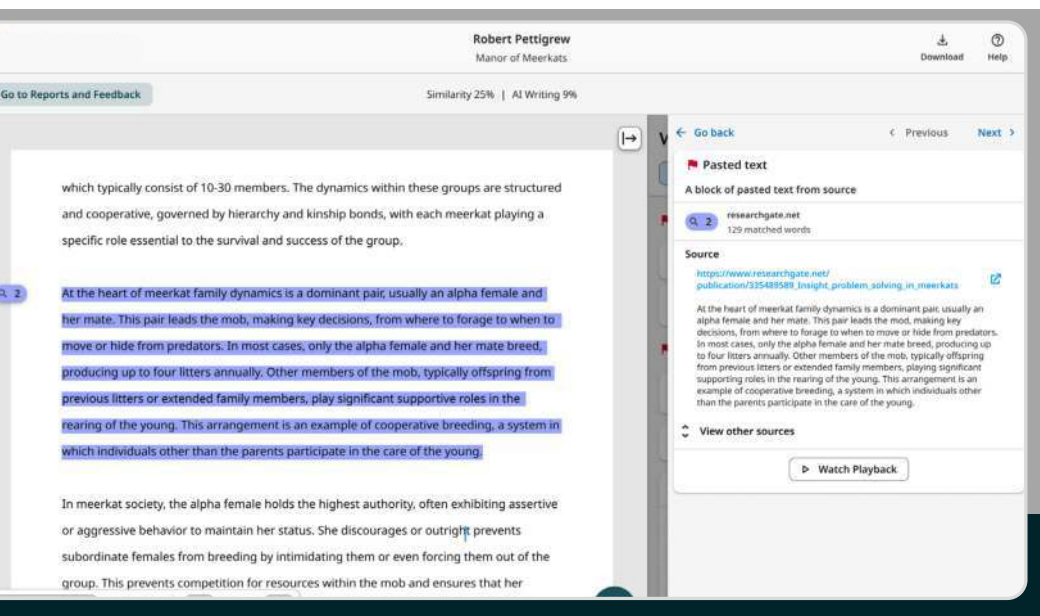 Robert Pettigrew
Manor of Meerkats
Download
Help
Go to Reports and Feedback
Similarity 25% | AI Writing 9%
which typically consist of 10-30 members. The dynamics within these groups are structured
and cooperative, governed by hierarchy and kinship bonds, with each meerkat playing a
specific role essential to the survival and success of the group.
2
At the heart of meerkat family dynamics is a dominant pair, usually an alpha female and
her mate. This pair leads the mob, making key decisions, from where to forage to when to
move or hide from predators. In most cases, only the alpha female and her mate breed,
producing up to four litters annually. Other members of the mob, typically offspring from
previous litters or extended family members, play significant supportive roles in the
rearing of the young. This arrangement is an example of cooperative breeding, a system in
which individuals other than the parents participate in the care of the young.
In meerkat society, the alpha female holds the highest authority, often exhibiting assertive
or aggressive behavior to maintain her status. She discourages or outright prevents
subordinate females from breeding by intimidating them or even forcing them out of the
group. This prevents competition for resources within the mob and ensures that her
Go back
Previous
Next
Pasted text
A block of pasted text from source
2
researchgate.net
129 matched words
Source
https://www.researchgate.net/
publication/335489589_Insight_problem_solving_in_meerkats
At the heart of meerkat family dynamics is a dominant pair, usually an
alpha female and her mate. This pair leads the mod, making key
decisions, from where to forage to when to move or hide from predators.
In most cases, only the alpha female and her mate breed, producing up
to four litters annually. Other members of the mob, typically offspring
from previous litters or extended family members, playing significant
supporting roles in the rearing of the young. This arrangement is an
example of cooperative breeding, a system in which individuals other
than the parents participate in the care of the young.
View other sources
Watch Playback